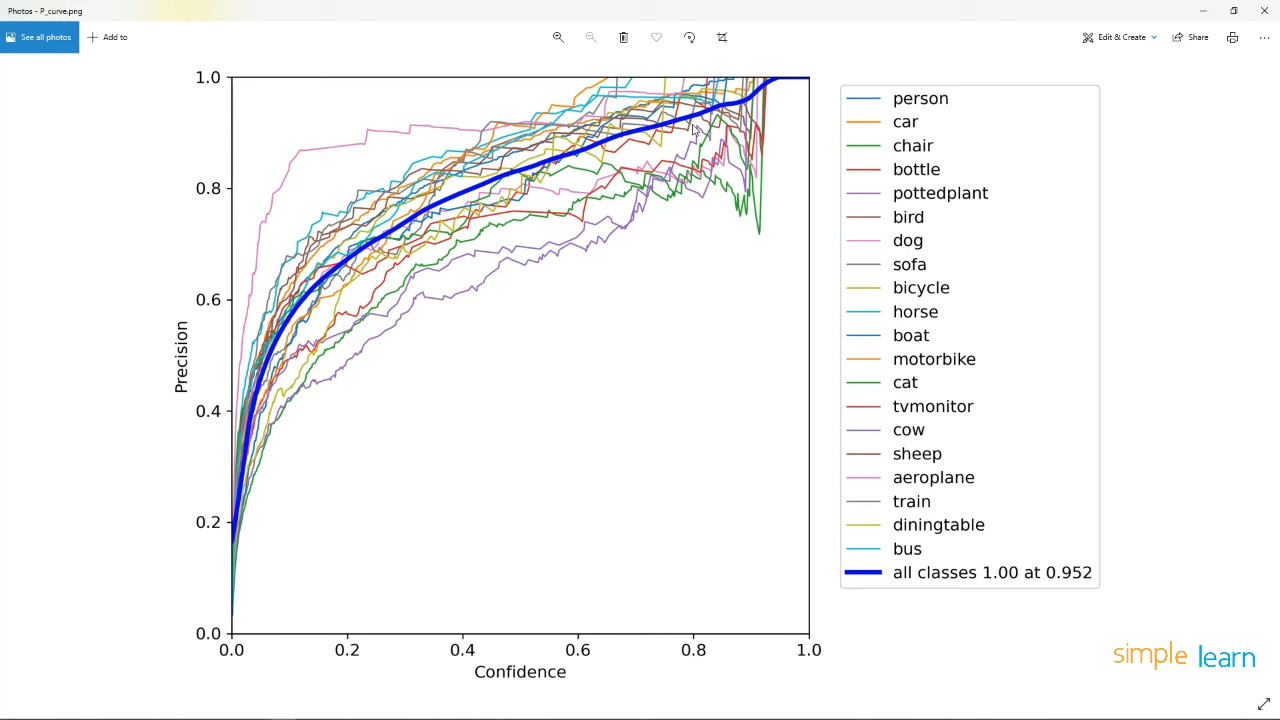 Photos - P_curve.png
See all photos
Add to
Edit & Create
Share
1.0
0.8
0.6
0.4
0.2
0.0
Precision
0.0 0.2 0.4 0.6 0.8 1.0
Confidence
person
car
chair
bottle
pottedplant
bird
dog
sofa
bicycle
horse
boat
motorbike
cat
tvmonitor
cow
sheep
aeroplane
train
diningtable
bus
all classes 1.00 at 0.952
simple learn